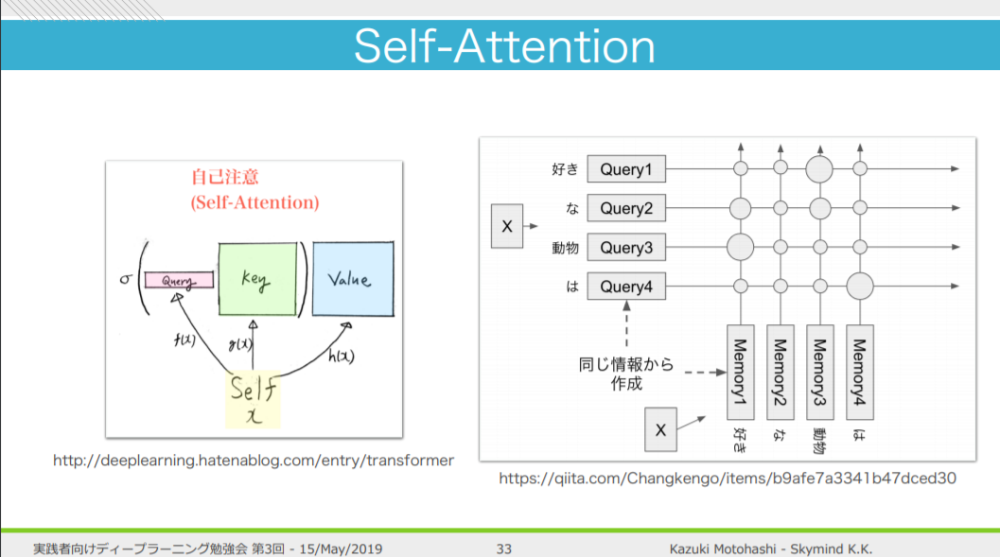 Self-Attention
自己注意
(Self-Attention)
σ
Query
Key
Value
f(x)
g(x)
h(x)
Self
x
http://deeplearning.hatenablog.com/entry/transformer
好き Query1
な Query2
X
動物 Query3
は Query4
同じ情報から
作成
Memory1
Memory2
Memory3
Memory4
X
好き
な
動物
は
https://qiita.com/Changkengo/items/b9afe7a3341b47dced30
実践者向けディープラーニング勉強会 第3回 - 15/May/2019
33
Kazuki Motohashi - Skymind K.K.